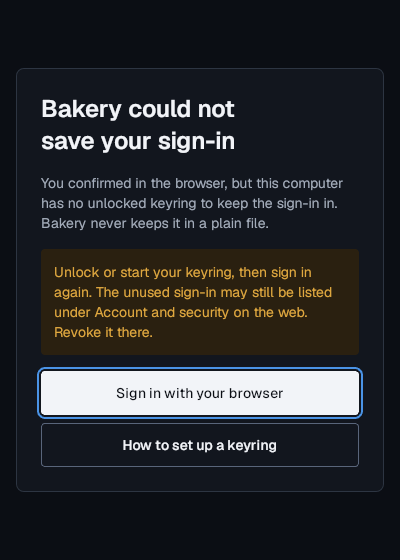 Bakery could not
save your sign-in
You confirmed in the browser, but this computer
has no unlocked keyring to keep the sign-in in.
Bakery never keeps it in a plain file.
Unlock or start your keyring, then sign in
again. The unused sign-in may still be listed
under Account and security on the web.
Revoke it there.
Sign in with your browser
How to set up a keyring